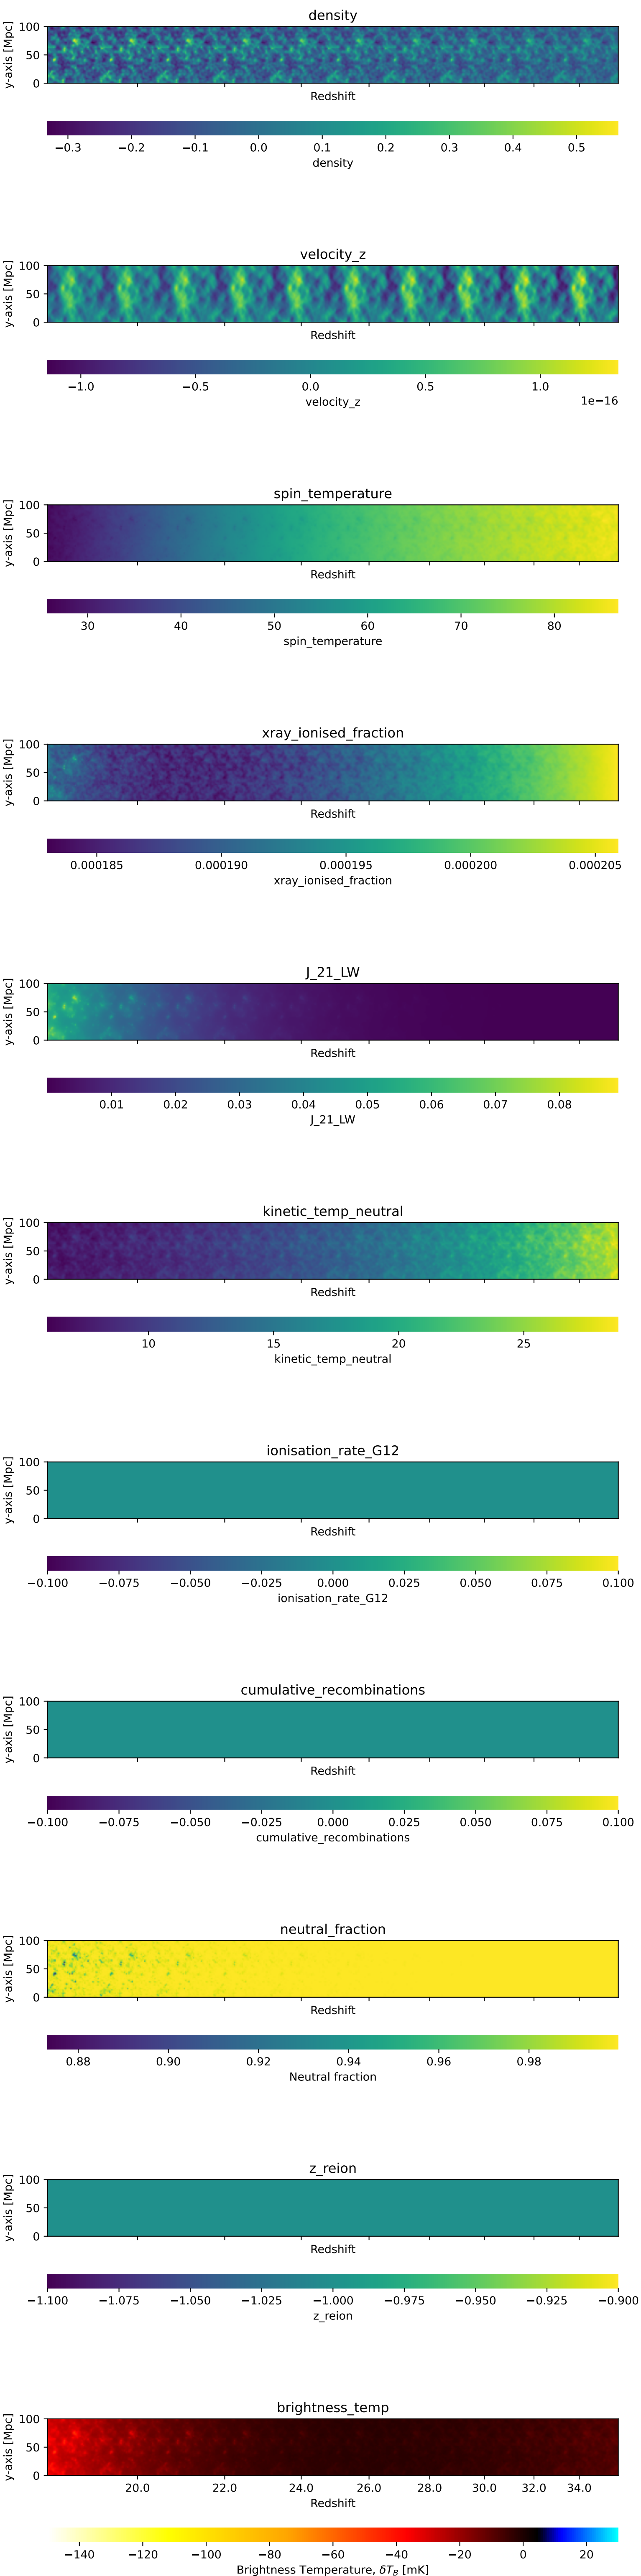 density
y-axis [Mpc]
100
50
0
Redshift
−0.3 −0.2 −0.1 0.0 0.1 0.2 0.3 0.4 0.5
density
velocity_z
y-axis [Mpc]
100
50
0
Redshift
−1.0 −0.5 0.0 0.5 1.0
1e−16
velocity_z
spin_temperature
y-axis [Mpc]
100
50
0
Redshift
30 40 50 60 70 80
spin_temperature
xray_ionised_fraction
y-axis [Mpc]
100
50
0
Redshift
0.000185 0.000190 0.000195 0.000200 0.000205
xray_ionised_fraction
J_21_LW
y-axis [Mpc]
100
50
0
Redshift
0.01 0.02 0.03 0.04 0.05 0.06 0.07 0.08
J_21_LW
kinetic_temp_neutral
y-axis [Mpc]
100
50
0
Redshift
10 15 20 25
kinetic_temp_neutral
ionisation_rate_G12
y-axis [Mpc]
100
50
0
Redshift
−0.100 −0.075 −0.050 −0.025 0.000 0.025 0.050 0.075 0.100
ionisation_rate_G12
cumulative_recombinations
y-axis [Mpc]
100
50
0
Redshift
−0.100 −0.075 −0.050 −0.025 0.000 0.025 0.050 0.075 0.100
cumulative_recombinations
neutral_fraction
y-axis [Mpc]
100
50
0
Redshift
0.88 0.90 0.92 0.94 0.96 0.98
Neutral fraction
z_reion
y-axis [Mpc]
100
50
0
Redshift
−1.100 −1.075 −1.050 −1.025 −1.000 −0.975 −0.950 −0.925 −0.900
z_reion
brightness_temp
y-axis [Mpc]
100
50
0
20.0 22.0 24.0 26.0 28.0 30.0 32.0 34.0
Redshift
−140 −120 −100 −80 −60 −40 −20 0 20
Brightness Temperature, δT_B [mK]